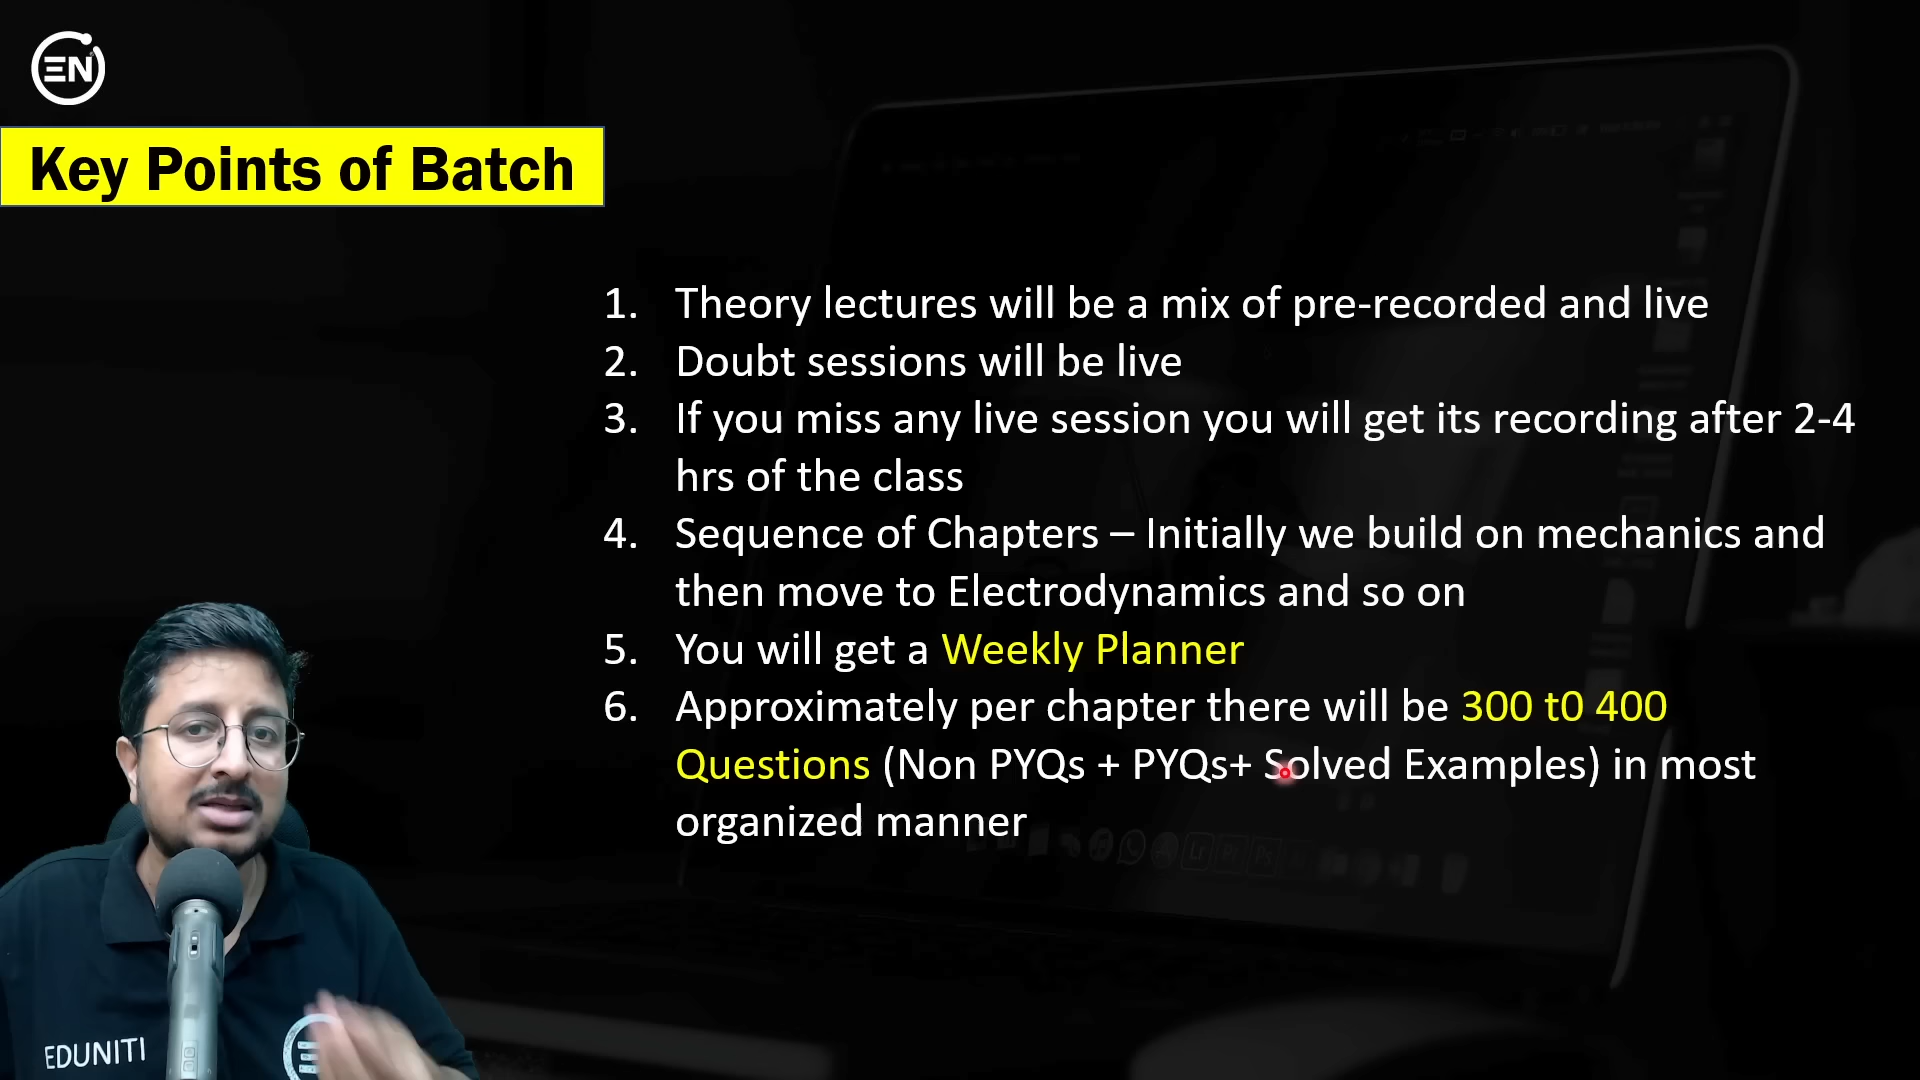 EN
Key Points of Batch
1. Theory lectures will be a mix of pre-recorded and live
2. Doubt sessions will be live
3. If you miss any live session you will get its recording after 2-4
hrs of the class
4. Sequence of Chapters – Initially we build on mechanics and
then move to Electrodynamics and so on
5. You will get a Weekly Planner
6. Approximately per chapter there will be 300 t0 400
Questions (Non PYQs + PYQs+ Solved Examples) in most
organized manner
EDUNITI